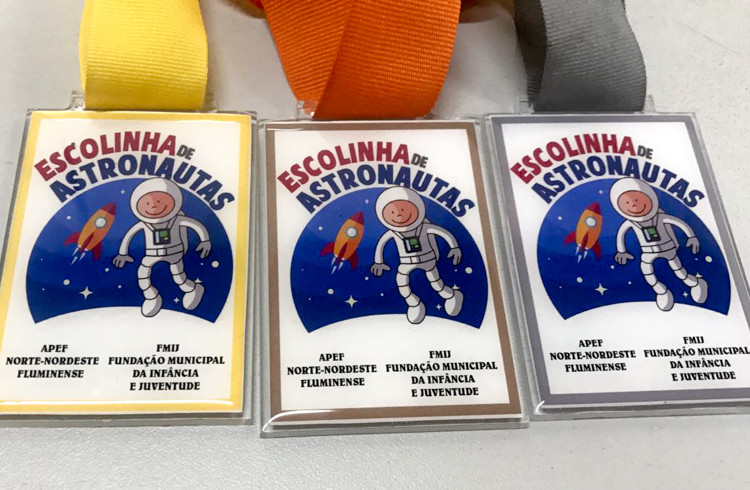 ESCOLINHA DE
ASTRONAUTAS
APEF
NORTE-NORDESTE
FLUMINENSE
FMIJ
FUNDAÇÃO MUNICIPAL
DA INFÂNCIA
E JUVENTUDE
ESCOLINHA DE
ASTRONAUTAS
APEF
NORTE-NORDESTE
FLUMINENSE
FMIJ
FUNDAÇÃO MUNICIPAL
DA INFÂNCIA
E JUVENTUDE
ESCOLINHA DE
ASTRONAUTAS
APEF
NORTE-NORDESTE
FLUMINENSE
FMIJ
FUNDAÇÃO MUNICIPAL
DA INFÂNCIA
E JUVENTUDE